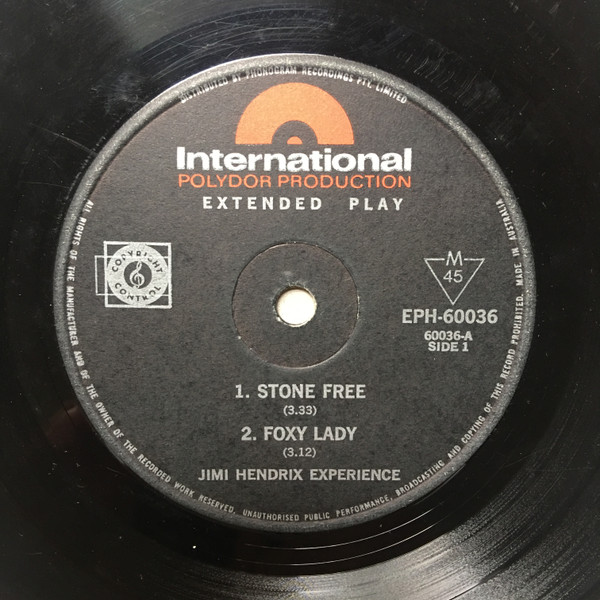 DISTRIBUTED BY PHONOGRAM RECORDINGS PTY. LIMITED
International
POLYDOR PRODUCTION
EXTENDED PLAY
COPYRIGHT
CONTROL
M
45
EPH-60036
60036-A
SIDE 1
1. STONE FREE
(3.33)
2. FOXY LADY
(3.12)
JIMI HENDRIX EXPERIENCE
ALL RIGHTS OF THE MANUFACTURER AND OF THE OWNER OF THE RECORDED WORK RESERVED. UNAUTHORISED PUBLIC PERFORMANCE, BROADCASTING AND COPYING OF THIS RECORD PROHIBITED. MADE IN AUSTRALIA